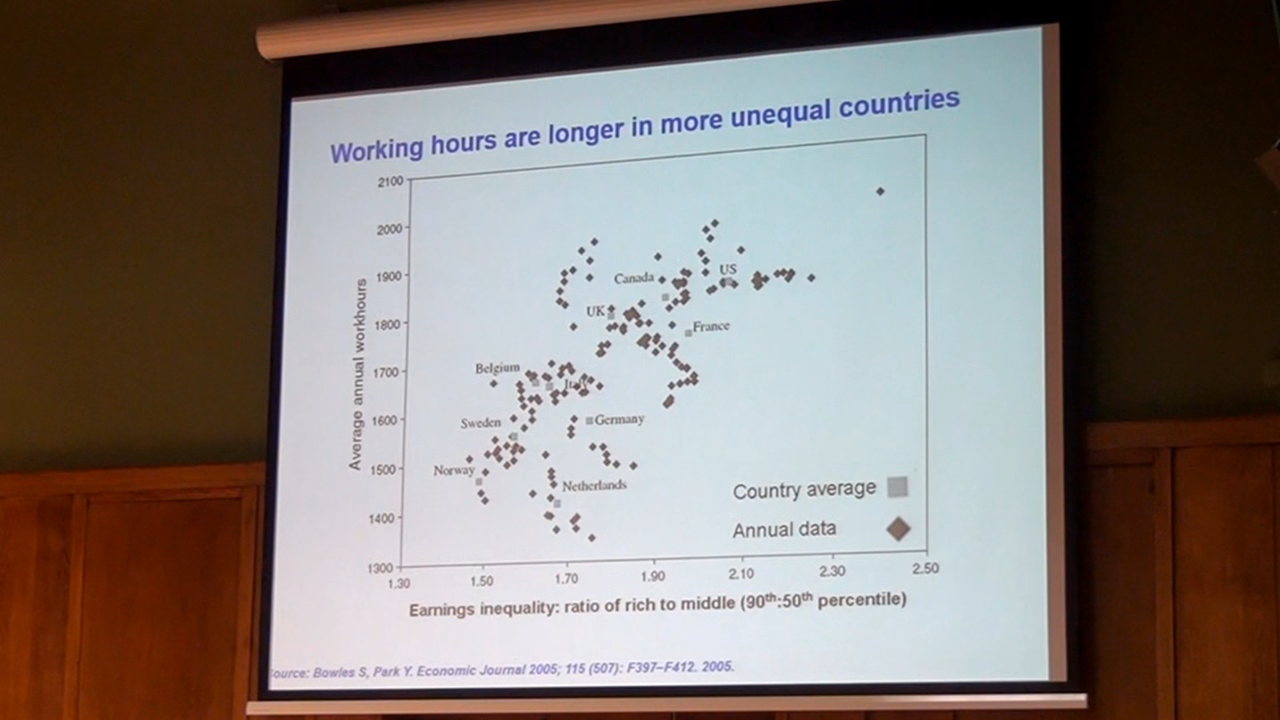 Working hours are longer in more unequal countries
2100
2000
1900
1800
1700
1600
1500
1400
1300
Average annual workhours
US
Canada
UK
France
Belgium
Italy
Sweden
Germany
Norway
Netherlands
Country average
Annual data
1.30 1.50 1.70 1.90 2.10 2.30 2.50
Earnings inequality: ratio of rich to middle (90th:50th percentile)
ource: Bowles S, Park Y. Economic Journal 2005; 115 (507): F397–F412. 2005.